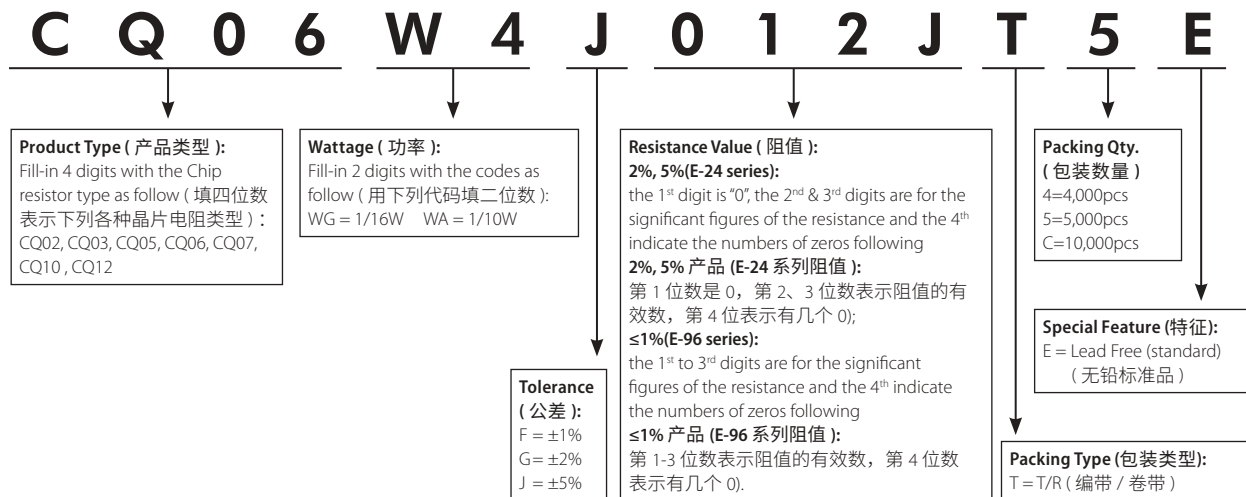 C Q 0 6 W 4 J 0 1 2 J T 5 E
Product Type ( 产品类型 ):
Fill-in 4 digits with the Chip
resistor type as follow ( 填四位数
表示下列各种晶片电阻类型 ) :
CQ02, CQ03, CQ05, CQ06, CQ07,
CQ10 , CQ12
Wattage ( 功率 ):
Fill-in 2 digits with the codes as
follow ( 用下列代码填二位数 ):
WG = 1/16W WA = 1/10W
Tolerance
( 公差 ):
F = ±1%
G= ±2%
J = ±5%
Resistance Value ( 阻值 ):
2%, 5%(E-24 series):
the 1st digit is “0”, the 2nd & 3rd digits are for the
significant figures of the resistance and the 4th
indicate the numbers of zeros following
2%, 5% 产品 (E-24 系列阻值 ):
第 1 位数是 0，第 2、3 位数表示阻值的有
效数，第 4 位表示有几个 0);
≤1%(E-96 series):
the 1st to 3rd digits are for the significant
figures of the resistance and the 4th indicate
the numbers of zeros following
≤1% 产品 (E-96 系列阻值 ):
第 1-3 位数表示阻值的有效数，第 4 位数
表示有几个 0).
Packing Qty.
( 包装数量 )
4=4,000pcs
5=5,000pcs
C=10,000pcs
Special Feature (特征):
E = Lead Free (standard)
( 无铅标准品 )
Packing Type (包装类型):
T = T/R ( 编带 / 卷带 )